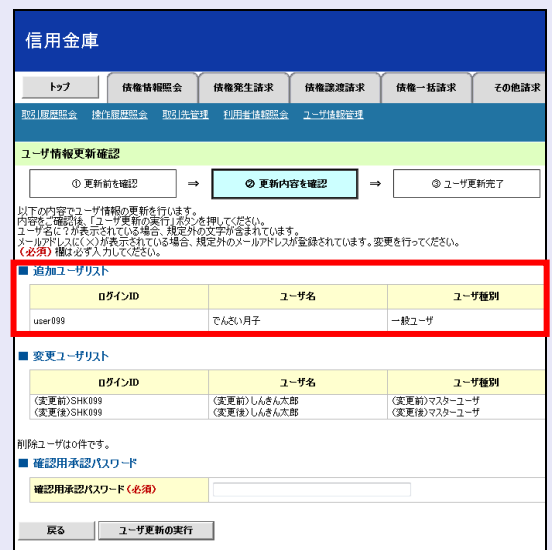 信用金庫
トップ 債権情報照会 債権発生請求 債権譲渡請求 債権一括請求 その他請求
取引履歴照会 操作履歴照会 取引先管理 利用者情報照会 ユーザ情報管理
ユーザ情報更新確認
① 更新前を確認 ⇒ ② 更新内容を確認 ⇒ ③ ユーザ更新完了
以下の内容でユーザ情報の更新を行います。
内容をご確認後、「ユーザ更新の実行」ボタンを押してください。
ユーザ名に?が表示されている場合、規定外の文字が含まれています。
メールアドレスに(×)が表示されている場合、規定外のメールアドレスが登録されています。変更を行ってください。
(必須)欄は必ず入力してください。
■ 追加ユーザリスト
ログインID ユーザ名 ユーザ種別
user099 でんさい月子 一般ユーザ
■ 変更ユーザリスト
ログインID ユーザ名 ユーザ種別
(変更前)SHK099 (変更前)しんきん太郎 (変更前)マスターユーザ
(変更後)SHK099 (変更後)しんきん太郎 (変更後)マスターユーザ
削除ユーザは0件です。
■ 確認用承認パスワード
確認用承認パスワード(必須)
戻る ユーザ更新の実行